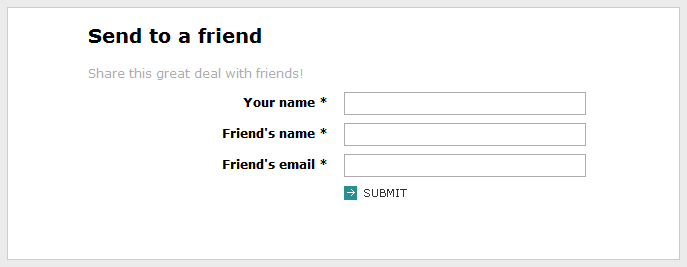 Send to a friend
Share this great deal with friends!
Your name *
Friend's name *
Friend's email *
SUBMIT